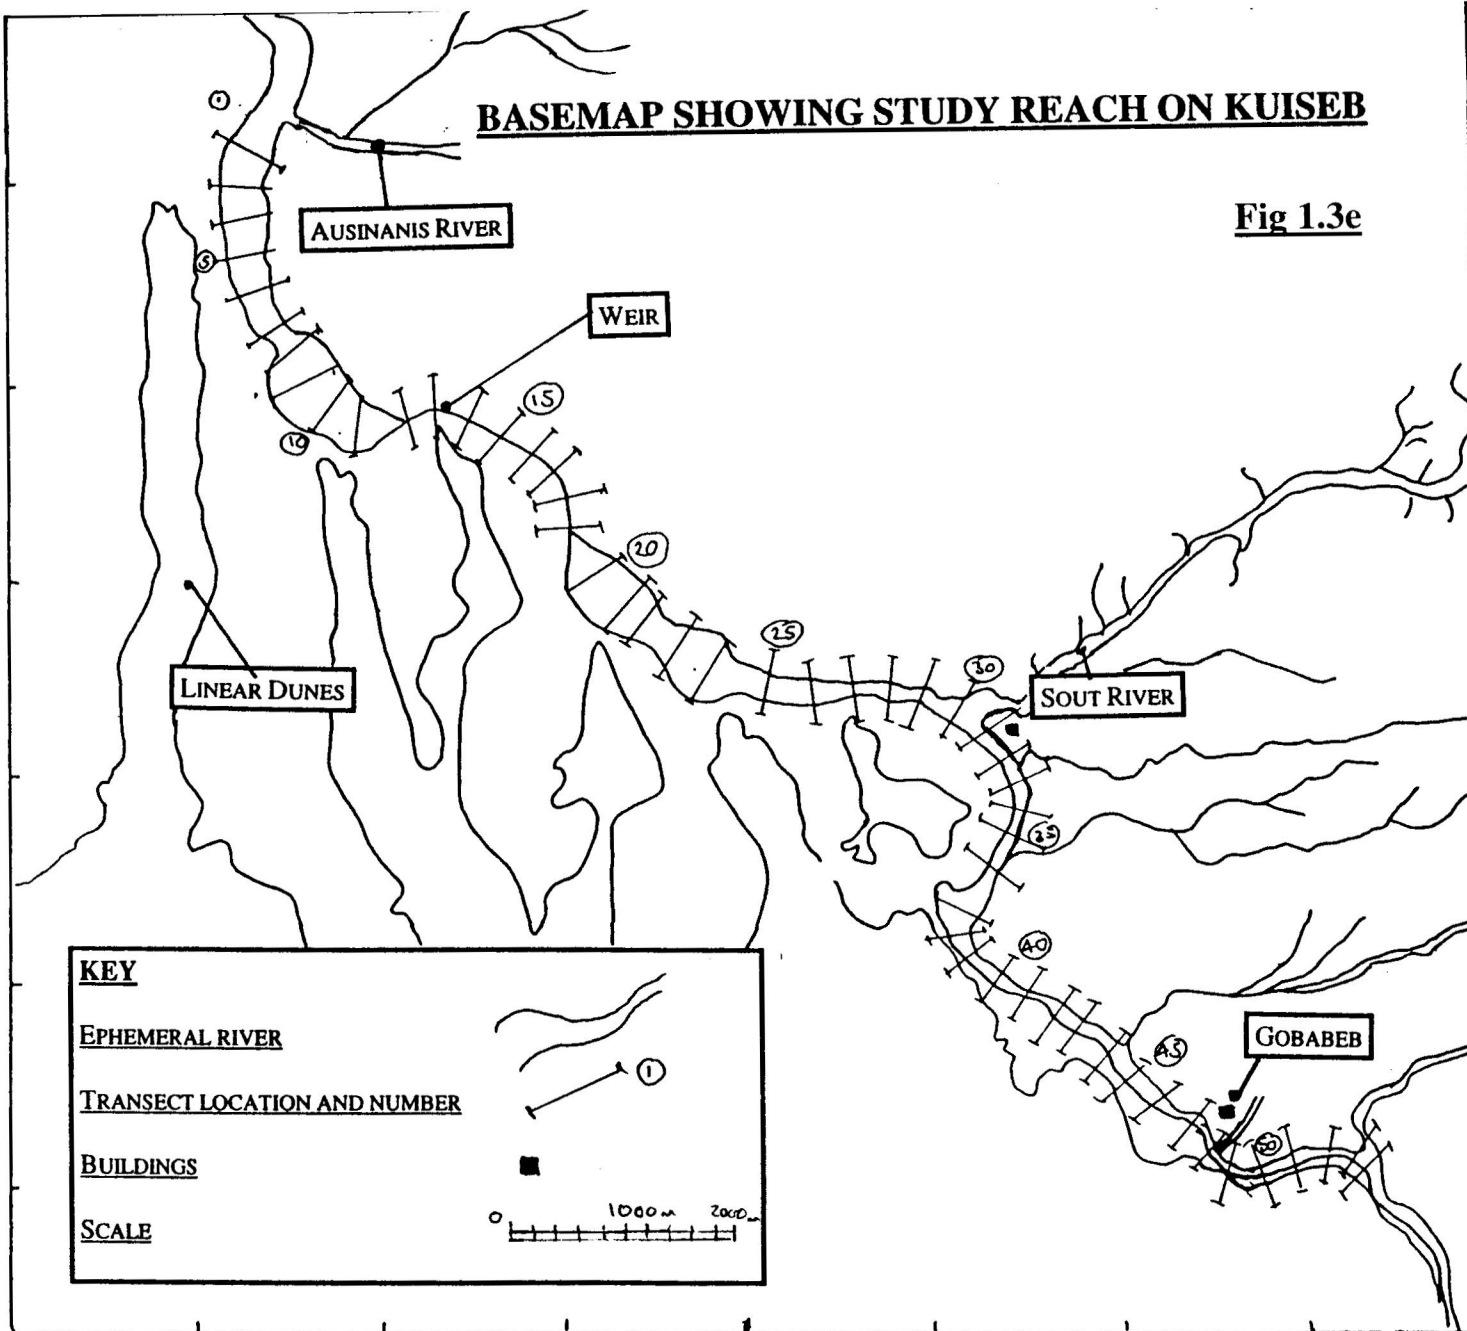 BASEMAP SHOWING STUDY REACH ON KUISEB
Fig 1.3e
1
AUSINANIS RIVER
5
WEIR
15
10
20
25
30
SOUT RIVER
LINEAR DUNES
35
40
45
GOBABEB
50
KEY
EPHEMERAL RIVER
TRANSECT LOCATION AND NUMBER
1
BUILDINGS
SCALE
0 1000m 2000m